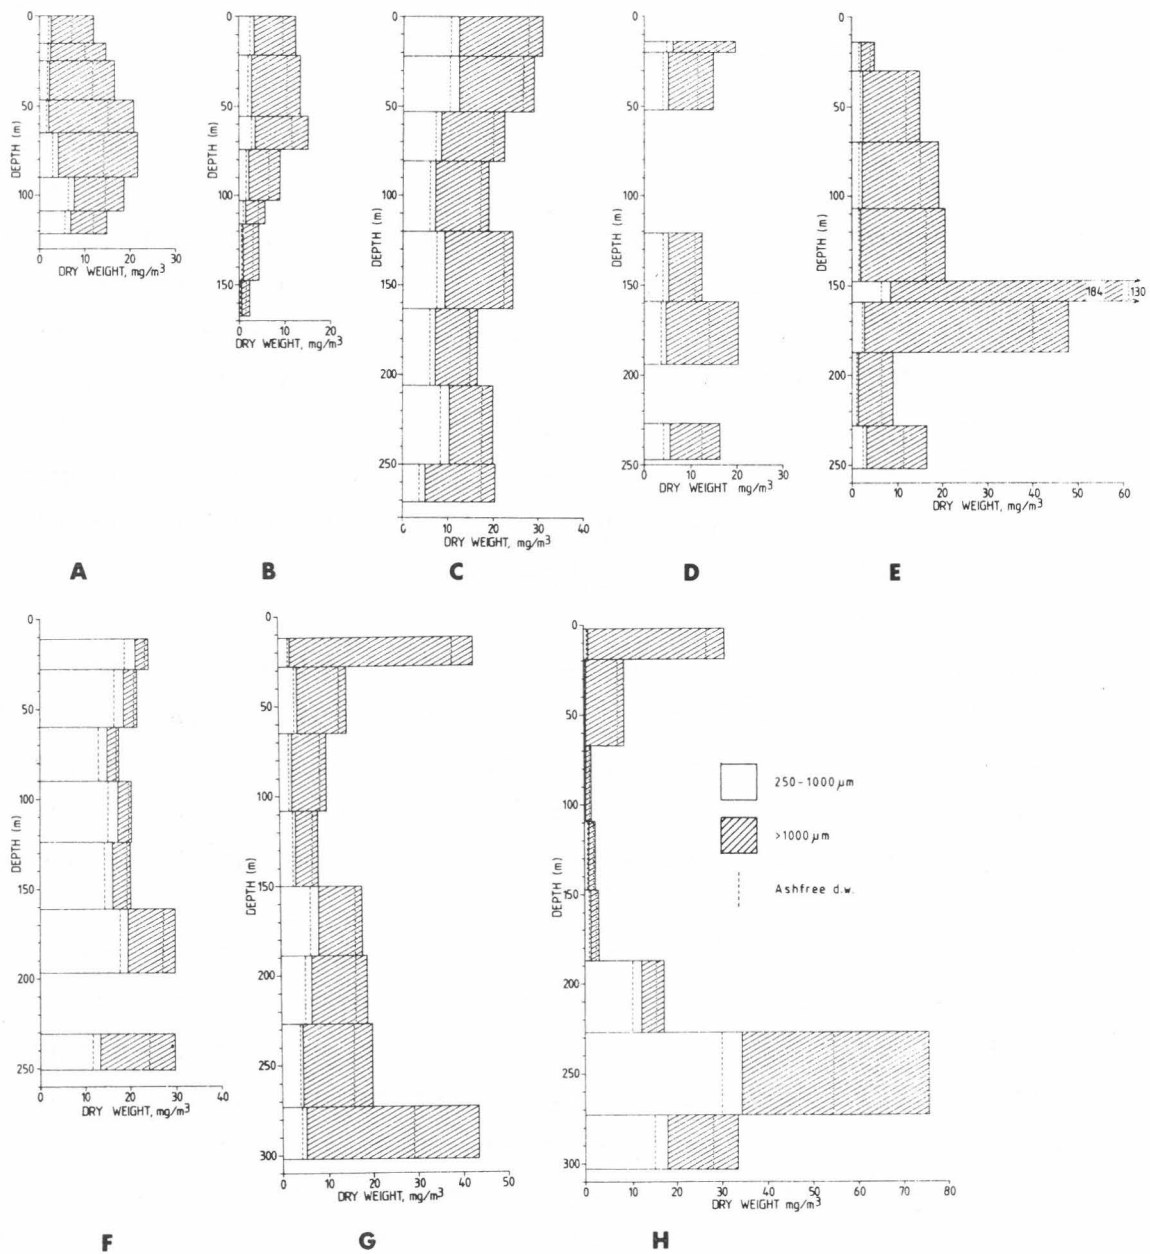 0
50
100
DEPTH (m)
0 10 20 30
DRY WEIGHT, mg/m³
A
0
50
100
150
DEPTH (m)
0 10 20
DRY WEIGHT, mg/m³
B
0
50
100
150
200
250
DEPTH (m)
0 10 20 30 40
DRY WEIGHT, mg/m³
C
0
50
100
150
200
250
DEPTH (m)
0 10 20 30
DRY WEIGHT mg/m³
D
0
50
100
150
200
250
DEPTH (m)
184 130
0 10 20 30 40 50 60
DRY WEIGHT, mg/m³
E
0
50
100
150
200
250
DEPTH (m)
0 10 20 30 40
DRY WEIGHT, mg/m³
F
0
50
100
150
200
250
300
DEPTH (m)
0 10 20 30 40 50
DRY WEIGHT, mg/m³
G
0
50
100
150
200
250
300
DEPTH (m)
0 10 20 30 40 50 60 70 80
DRY WEIGHT mg/m³
H
250-1000 µm
>1000 µm
Ashfree d.w.